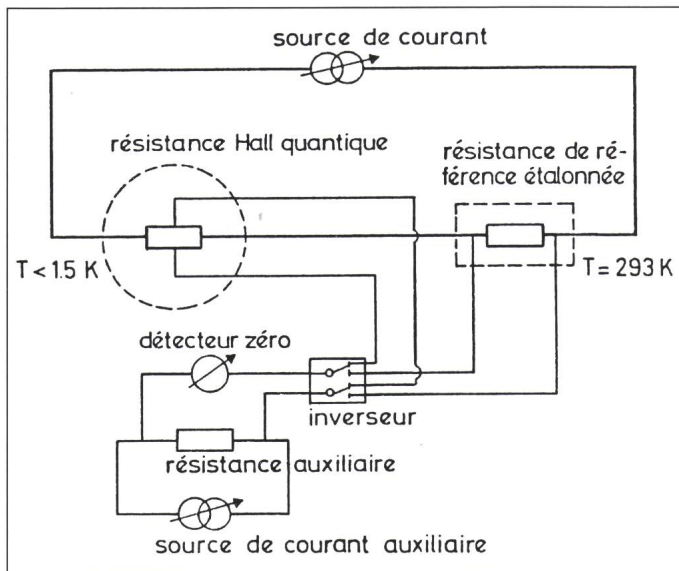 source de courant
résistance Hall quantique
résistance de ré-
férence étalonnée
T < 1.5 K
T = 293 K
détecteur zéro
inverseur
résistance auxiliaire
source de courant auxiliaire